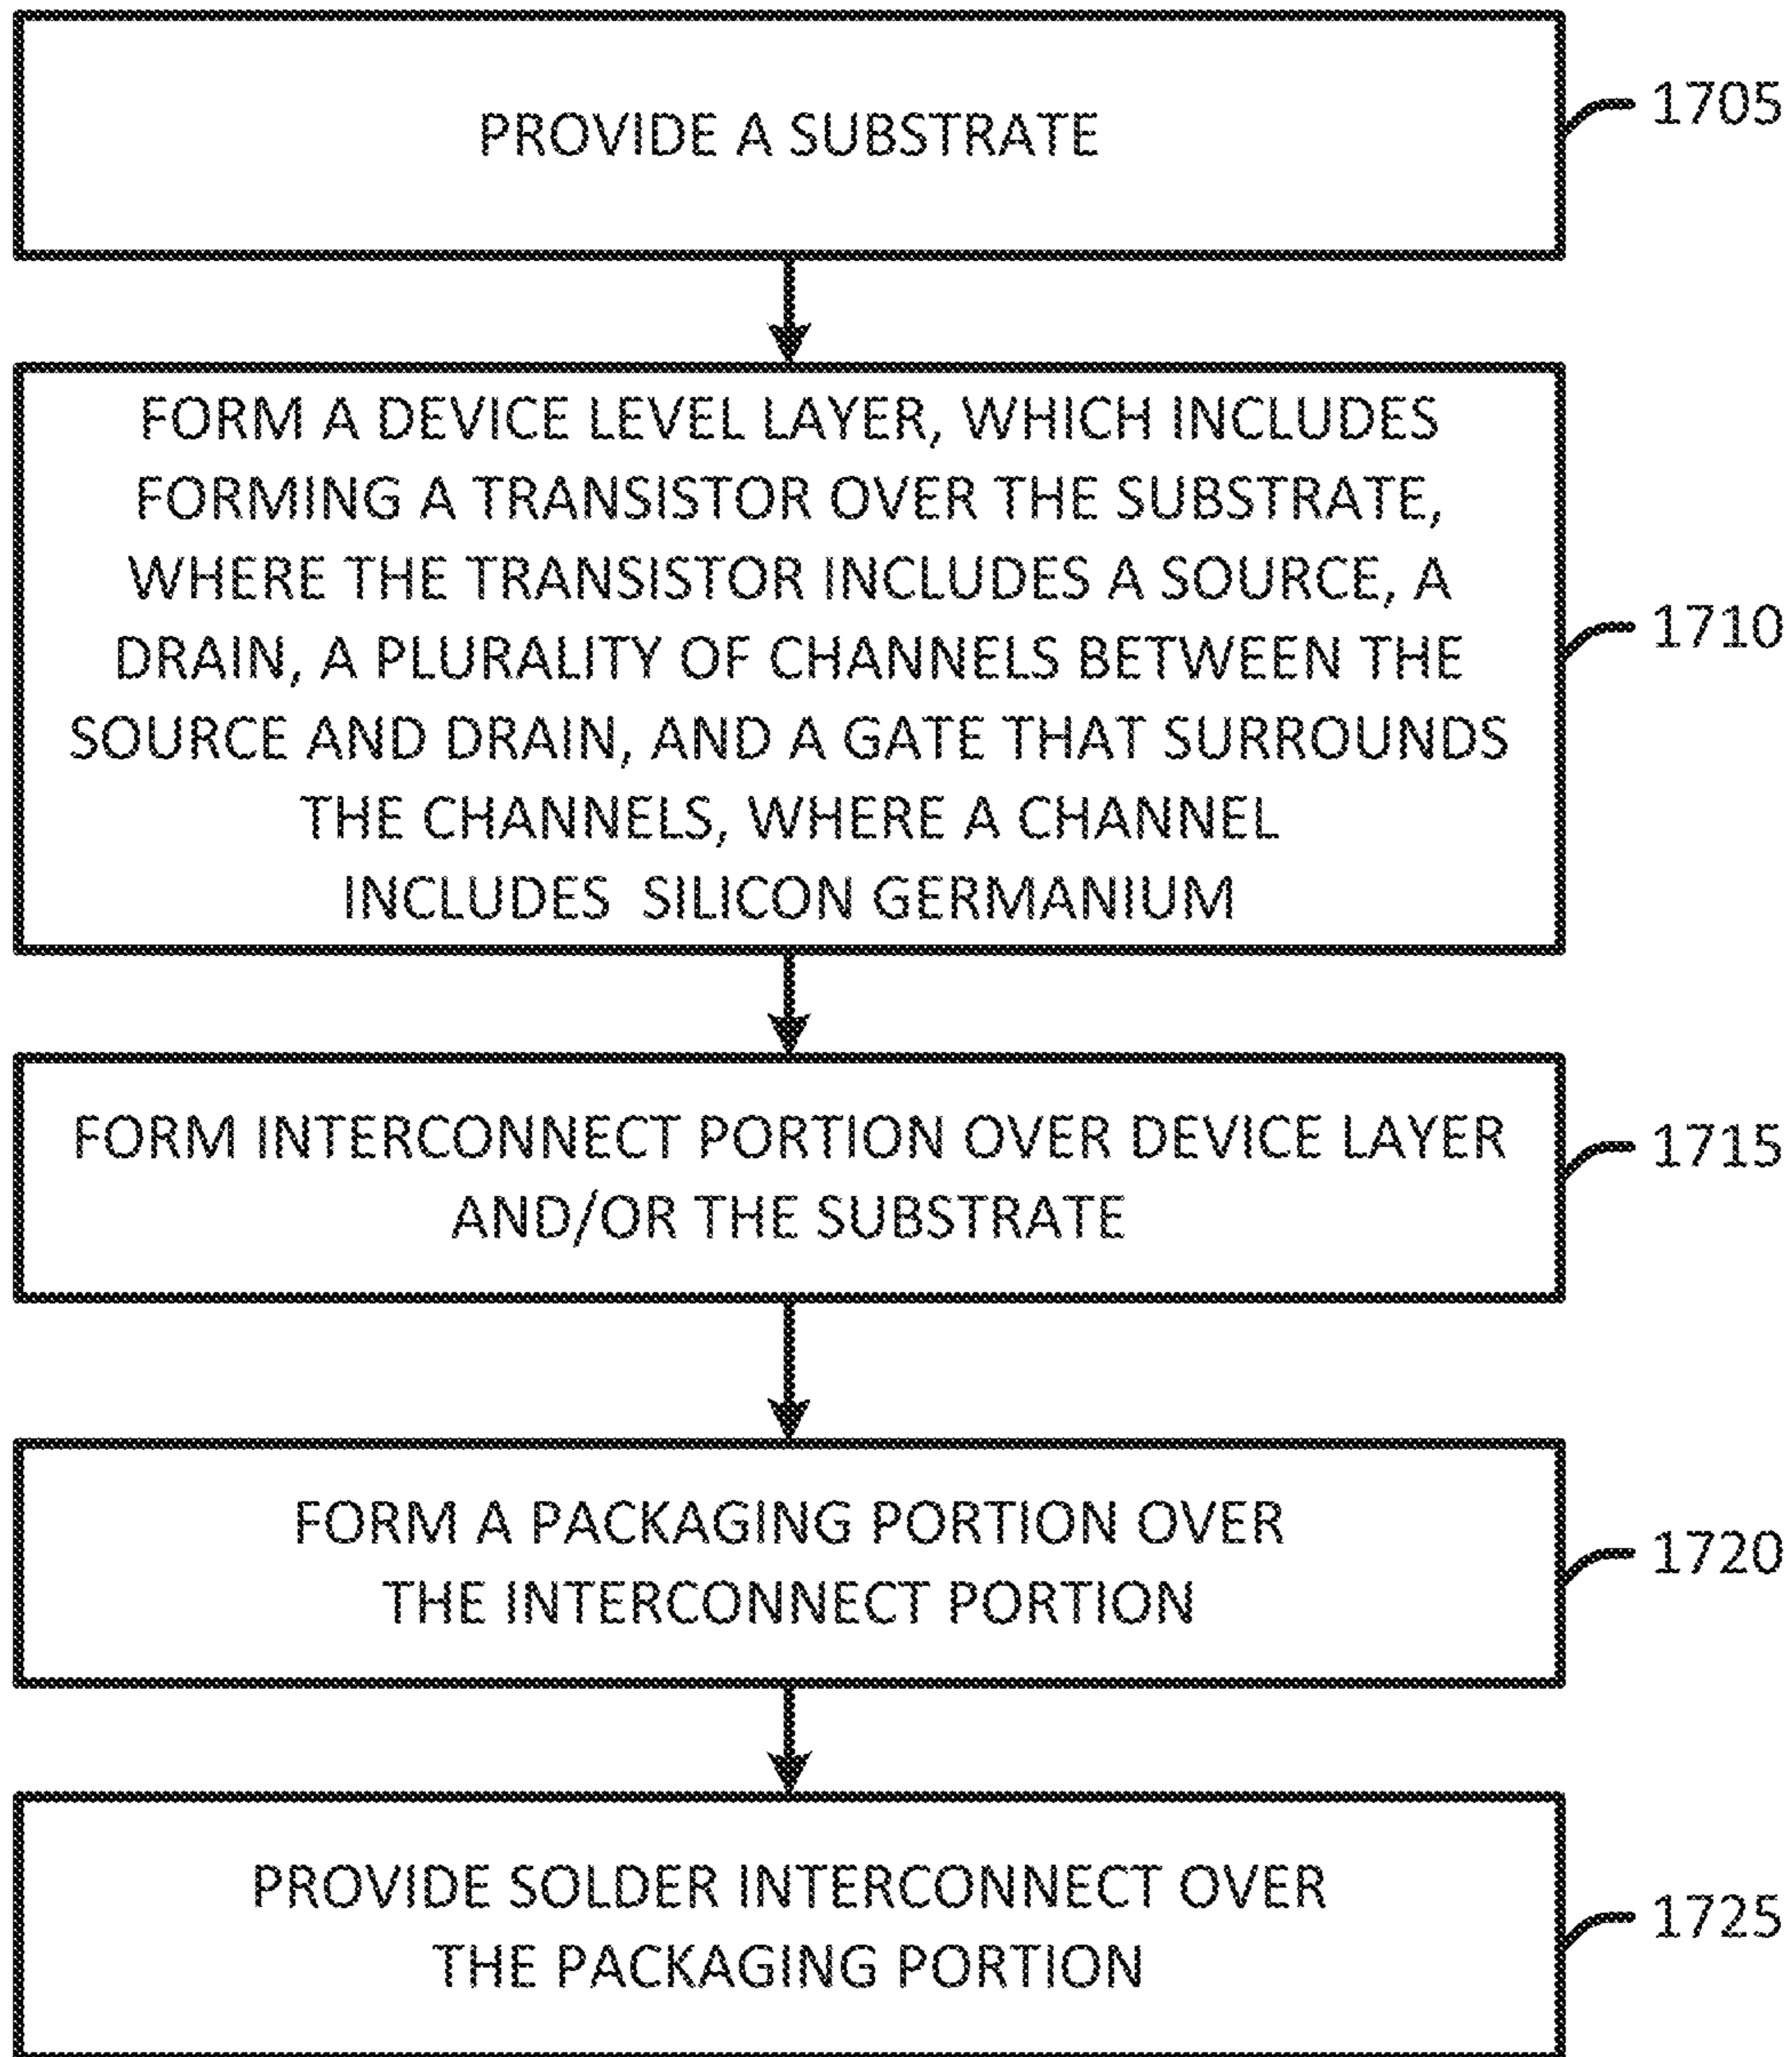 PROVIDE A SUBSTRATE
1705
FORM A DEVICE LEVEL LAYER, WHICH INCLUDES
FORMING A TRANSISTOR OVER THE SUBSTRATE,
WHERE THE TRANSISTOR INCLUDES A SOURCE, A
DRAIN, A PLURALITY OF CHANNELS BETWEEN THE
SOURCE AND DRAIN, AND A GATE THAT SURROUNDS
THE CHANNELS, WHERE A CHANNEL
INCLUDES SILICON GERMANIUM
1710
FORM INTERCONNECT PORTION OVER DEVICE LAYER
AND/OR THE SUBSTRATE
1715
FORM A PACKAGING PORTION OVER
THE INTERCONNECT PORTION
1720
PROVIDE SOLDER INTERCONNECT OVER
THE PACKAGING PORTION
1725